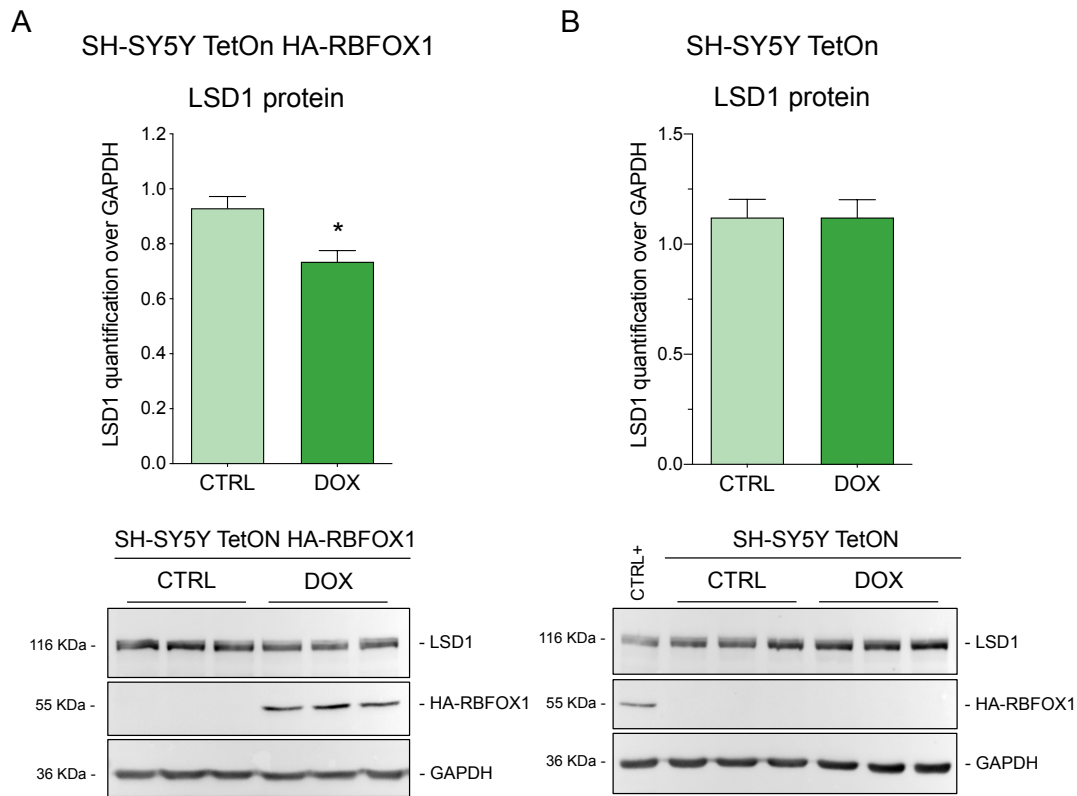 A
SH-SY5Y TetOn HA-RBFOX1
LSD1 protein
LSD1 quantification over GAPDH
1.2
1.0
0.8
0.6
0.4
0.2
0.0
*
CTRL DOX
SH-SY5Y TetON HA-RBFOX1
CTRL DOX
116 KDa - - LSD1
55 KDa - - HA-RBFOX1
36 KDa - - GAPDH
B
SH-SY5Y TetOn
LSD1 protein
LSD1 quantification over GAPDH
1.5
1.0
0.5
0.0
CTRL DOX
CTRL+
SH-SY5Y TetON
CTRL DOX
116 KDa - - LSD1
55 KDa - - HA-RBFOX1
36 KDa - - GAPDH